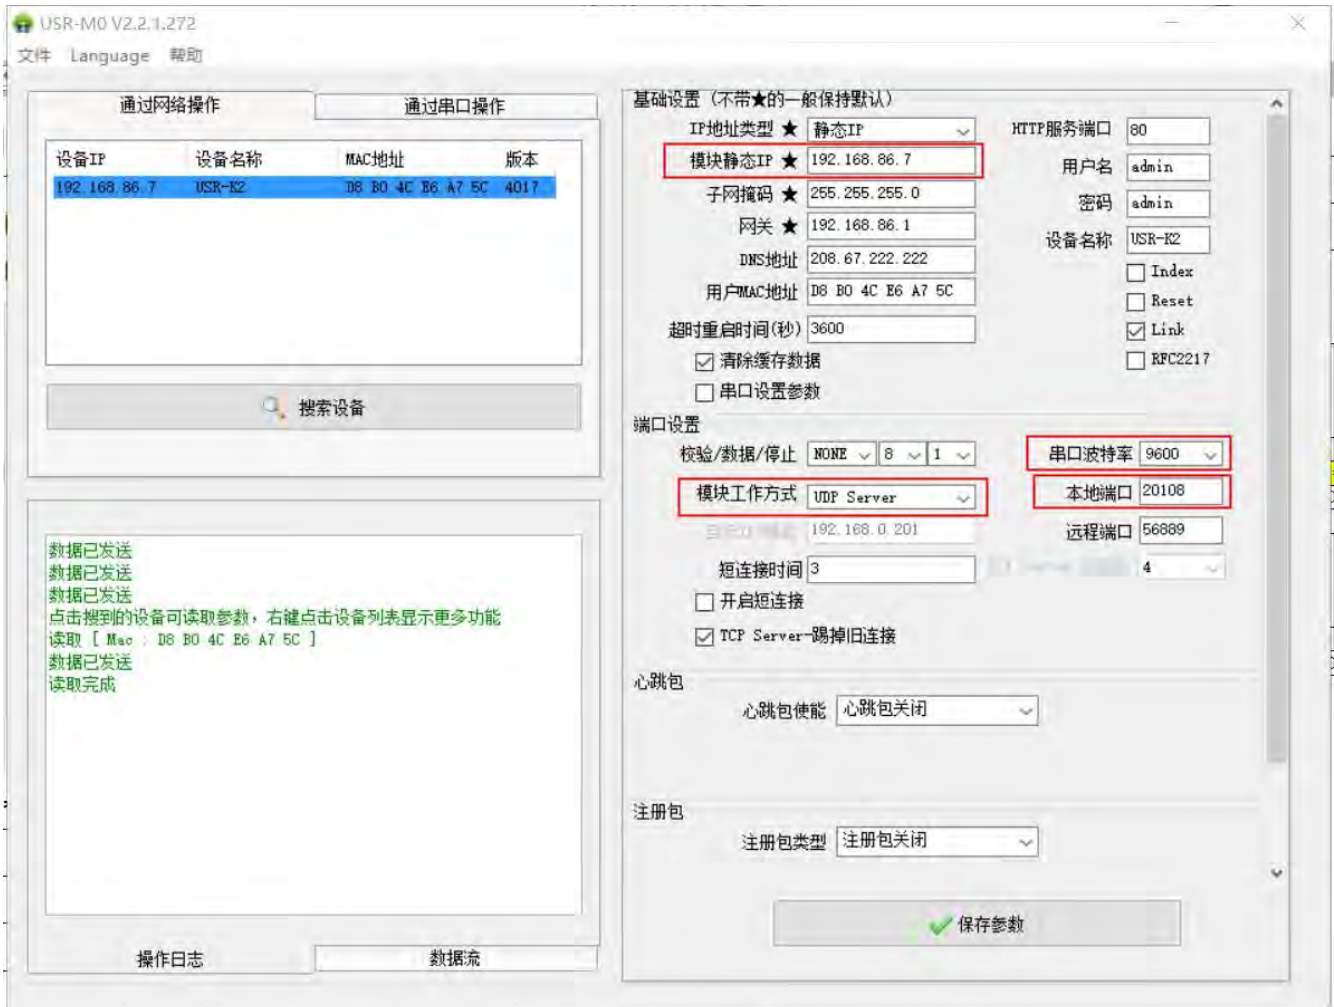 USR-M0 V2.2.1.272
文件 Language 帮助
通过网络操作 通过串口操作
设备IP 设备名称 MAC地址 版本
192.168.86.7 USR-K2 D8 B0 4C E6 A7 5C 4017
搜索设备
数据已发送
数据已发送
数据已发送
点击搜到的设备可读取参数，右键点击设备列表显示更多功能
读取 [ Mac : D8 B0 4C E6 A7 5C ]
数据已发送
读取完成
操作日志 数据流
基础设置（不带★的一般保持默认）
IP地址类型 ★ 静态IP
模块静态IP ★ 192.168.86.7
子网掩码 ★ 255.255.255.0
网关 ★ 192.168.86.1
DNS地址 208.67.222.222
用户MAC地址 D8 B0 4C E6 A7 5C
超时重启时间(秒) 3600
清除缓存数据
串口设置参数
HTTP服务端口 80
用户名 admin
密码 admin
设备名称 USR-K2
Index
Reset
Link
RFC2217
端口设置
校验/数据/停止 NONE 8 1
串口波特率 9600
模块工作方式 UDP Server
本地端口 20108
192.168.0.201
远程端口 56889
短连接时间 3
4
开启短连接
TCP Server-踢掉旧连接
心跳包
心跳包使能 心跳包关闭
注册包
注册包类型 注册包关闭
保存参数